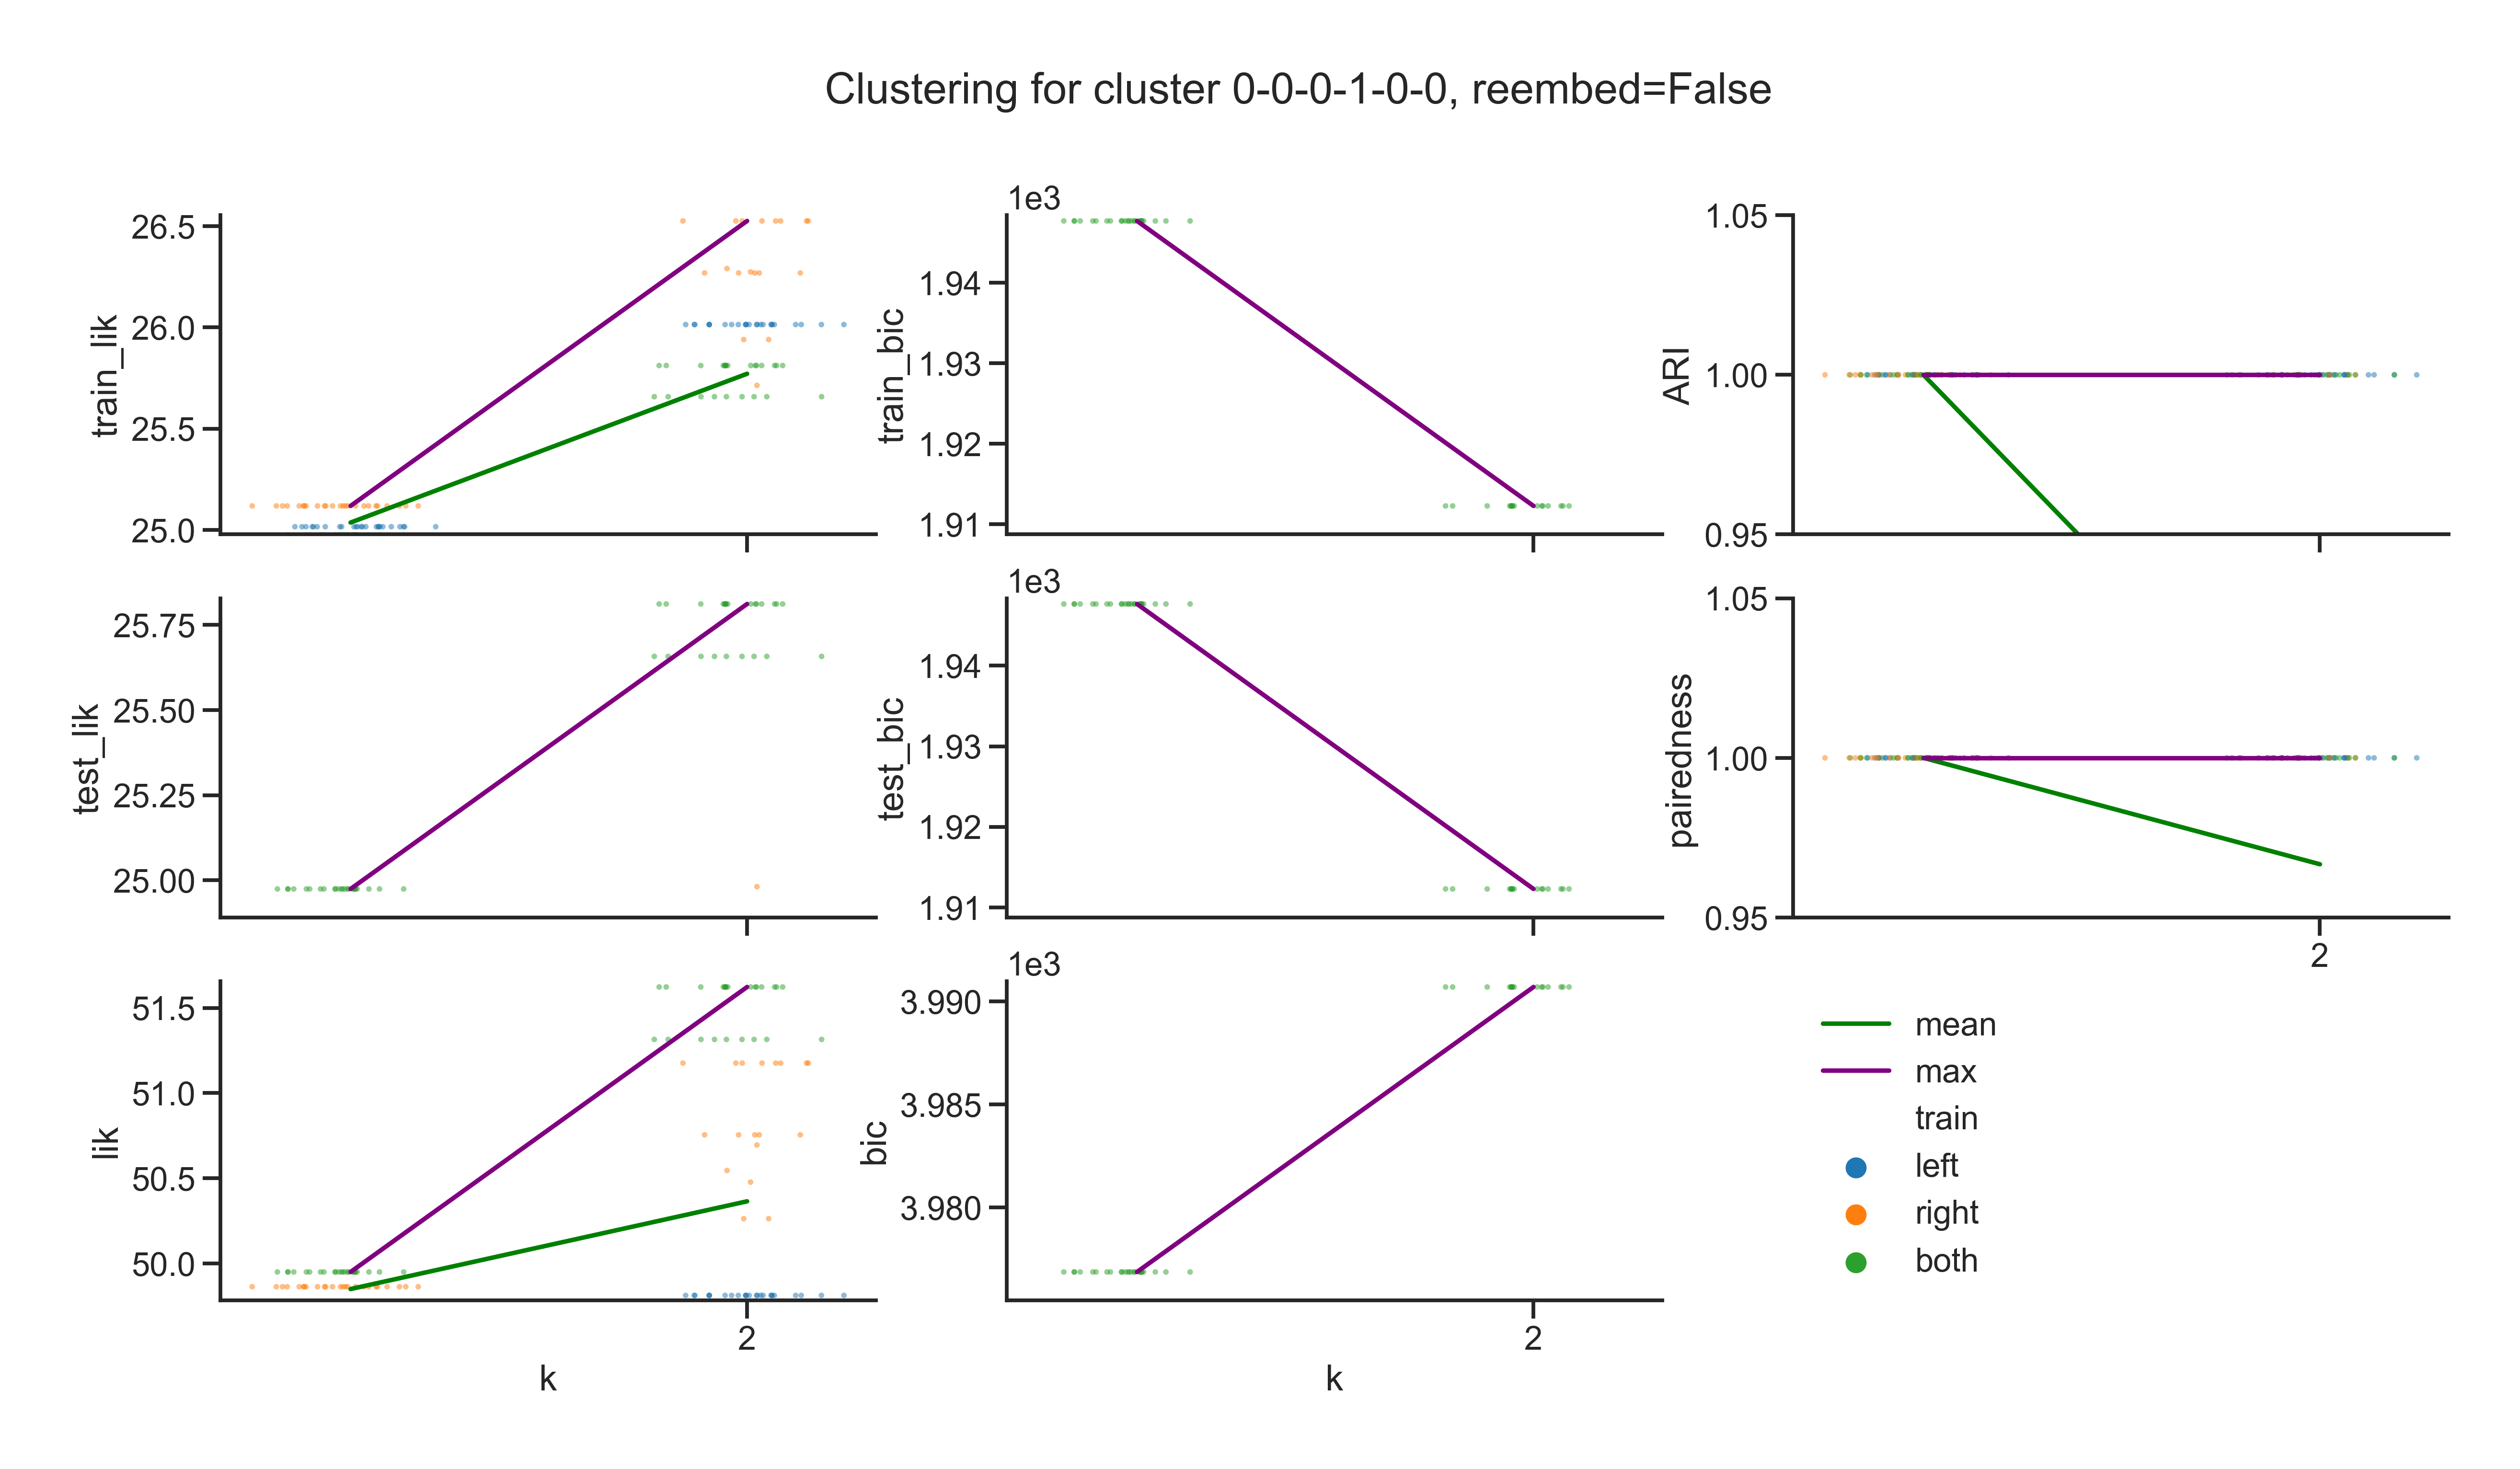 Clustering for cluster 0-0-0-1-0-0, reembed=False
train_lik
26.5
26.0
25.5
25.0
1e3
train_bic
1.94
1.93
1.92
1.91
ARI
1.05
1.00
0.95
test_lik
25.75
25.50
25.25
25.00
1e3
test_bic
1.94
1.93
1.92
1.91
pairedness
1.05
1.00
0.95
2
lik
51.5
51.0
50.5
50.0
2
k
1e3
bic
3.990
3.985
3.980
2
k
mean
max
train
left
right
both